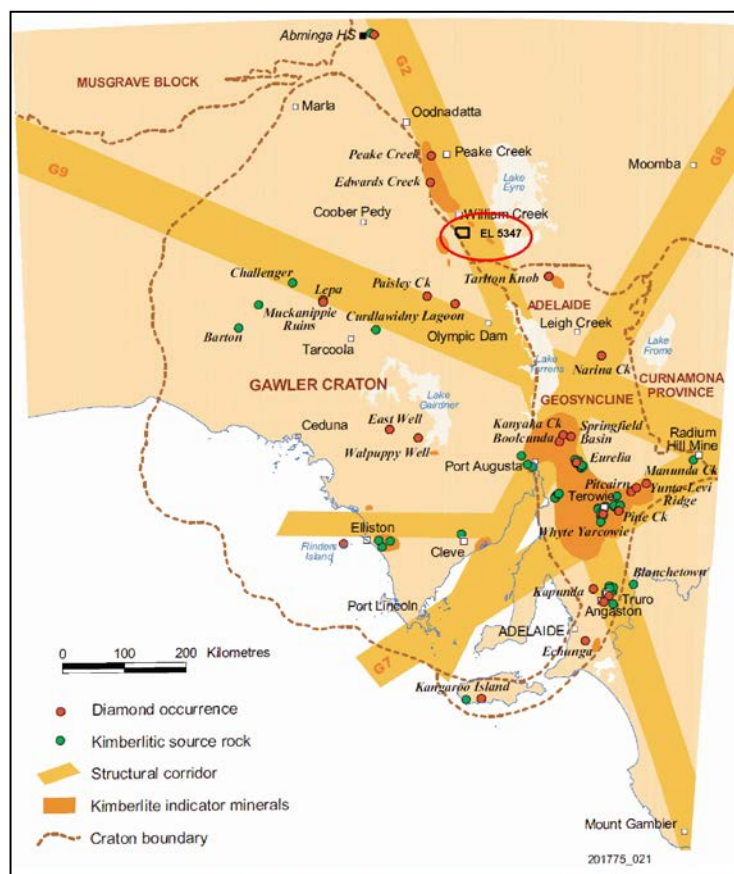 Abminga HS
G2
MUSGRAVE BLOCK
Marla
Oodnadatta
G8
Peake Creek
Peake Creek
Moomba
G9
Edwards Creek
Lake
Eyre
Coober Pedy
William Creek
EL 5347
Challenger
Lepa
Paisley Ck
Tarlton Knob
ADELAIDE
Muckanippie
Ruins
Curdlawidny Lagoon
Leigh Creek
Barton
Tarcoola
Olympic Dam
Lake
Torrens
Lake
Frome
Narina Ck
GAWLER CRATON
Lake
Gairdner
GEOSYNCLINE
CURNAMONA
PROVINCE
Ceduna
East Well
Kanyaka Ck
Boolcunda
Springfield
Basin
Radium
Hill Mine
Walpuppy Well
Port Augusta
Eurelia
Manunda Ck
Pitcairn
Yunta-Levi
Ridge
Terowie
Pine Ck
Elliston
Whyte Yarcowie
Flinders
Island
Cleve
Blanchetown
Kapunda
Truro
Port Lincoln
Angaston
ADELAIDE
0 100 200 Kilometres
G7
Echunga
Kangaroo Island
Diamond occurrence
Kimberlitic source rock
Structural corridor
Kimberlite indicator minerals
Craton boundary
Mount Gambier
201775_021